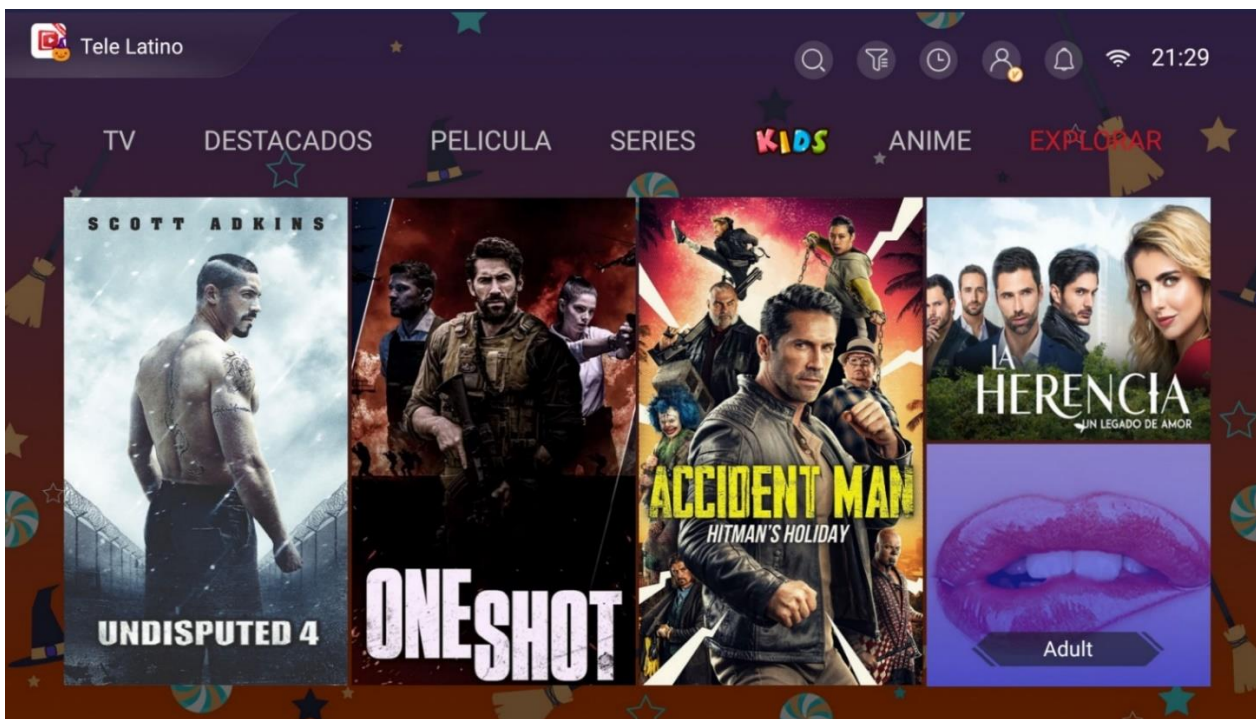 Tele Latino
21:29
TV DESTACADOS PELICULA SERIES KIDS ANIME EXPLORAR
SCOTT ADKINS
UNDISPUTED 4
ONE SHOT
ACCIDENT MAN
HITMAN'S HOLIDAY
LA
HERENCIA
UN LEGADO DE AMOR
Adult